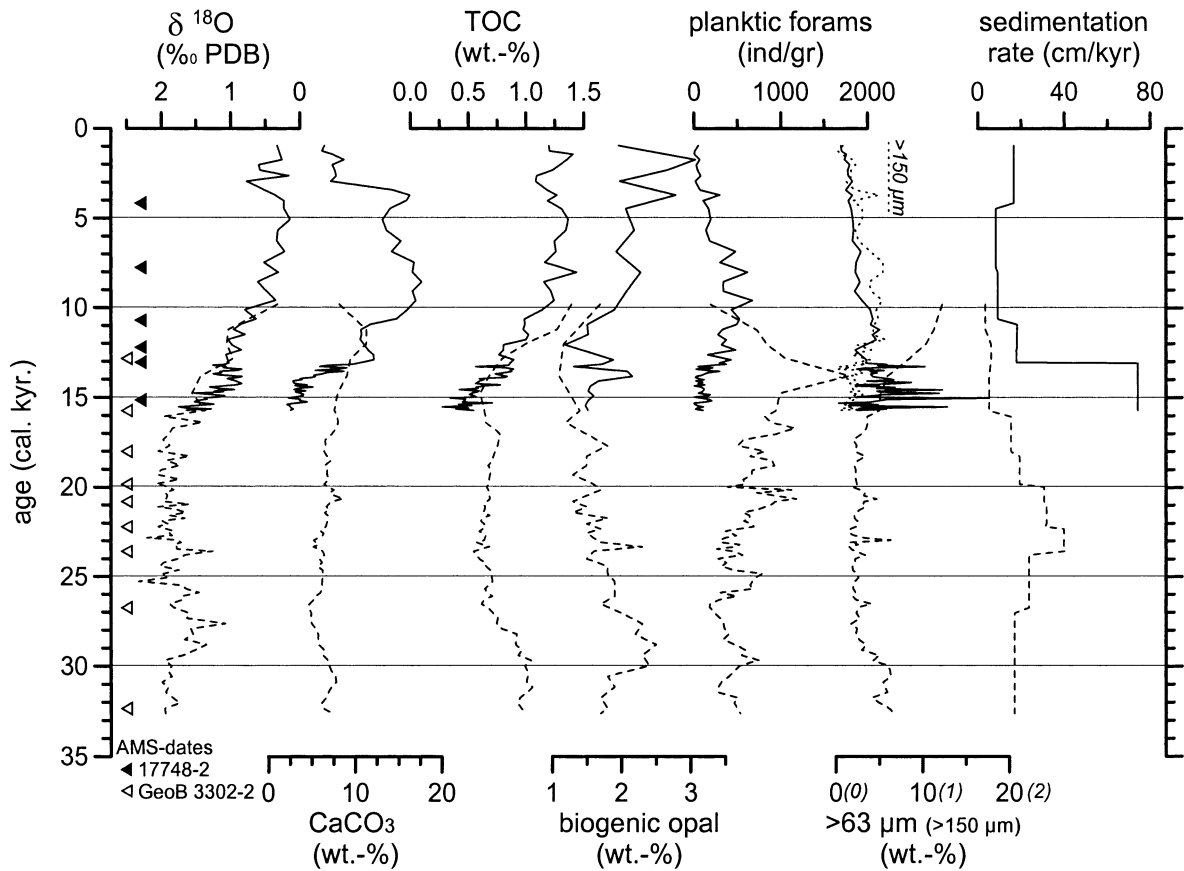 δ ¹⁸O
(‰ PDB)
TOC
(wt.-%)
planktic forams
(ind/gr)
sedimentation
rate (cm/kyr)
2 1 0
0.0 0.5 1.0 1.5
0 1000 2000
0 40 80
0
5
10
15
20
25
30
35
age (cal. kyr.)
>150 µm
AMS-dates
17748-2
GeoB 3302-2
0 10 20
CaCO₃
(wt.-%)
1 2 3
biogenic opal
(wt.-%)
0(0) 10(1) 20(2)
>63 µm (>150 µm)
(wt.-%)